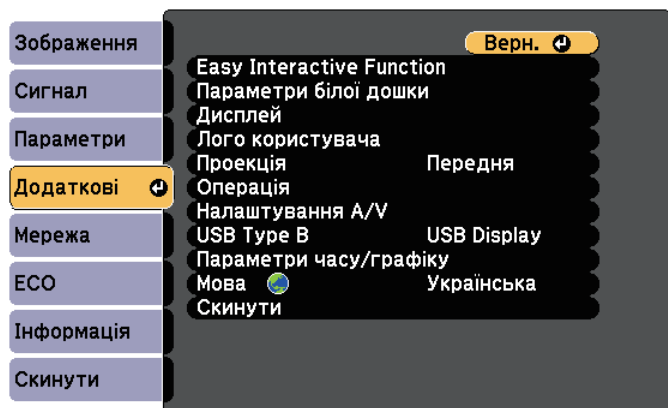 Зображення
Сигнал
Параметри
Додаткові
Мережа
ECO
Інформація
Скинути
Верн.
Easy Interactive Function
Параметри білої дошки
Дисплей
Лого користувача
Проекція Передня
Операція
Налаштування A/V
USB Type B USB Display
Параметри часу/графіку
Мова Українська
Скинути